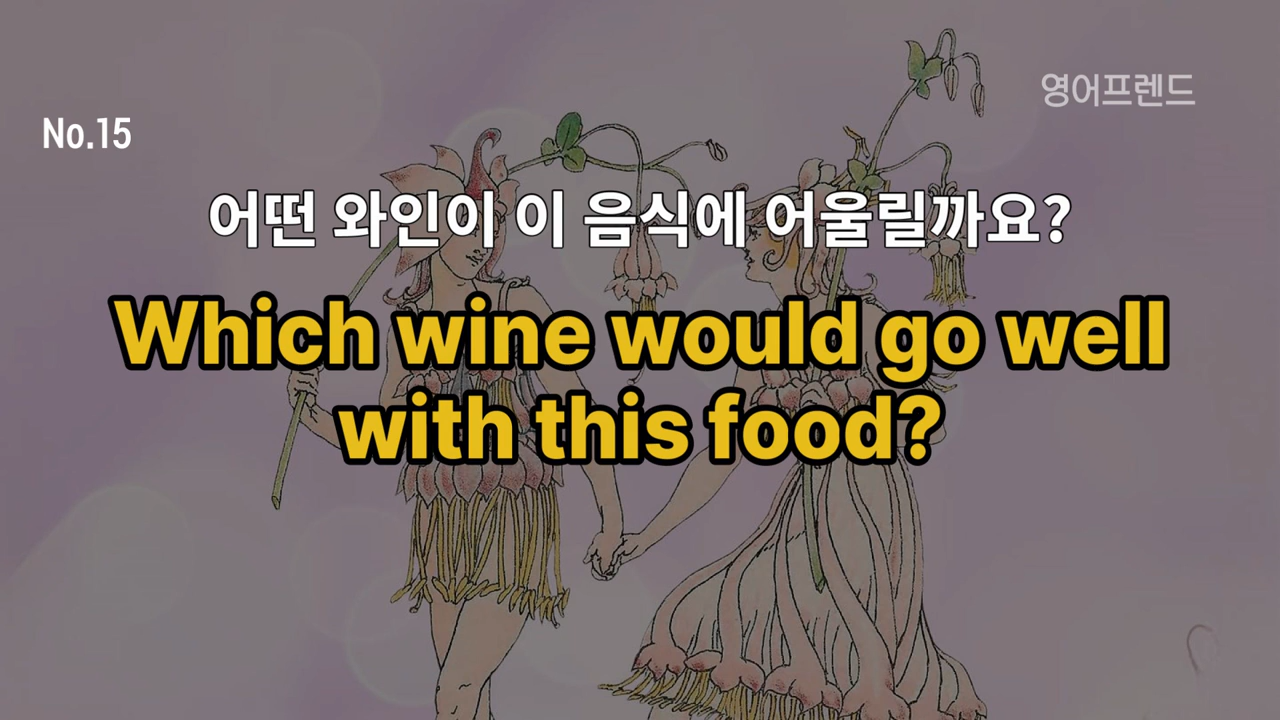 영어프렌드
No.15
어떤 와인이 이 음식에 어울릴까요?
Which wine would go well
with this food?